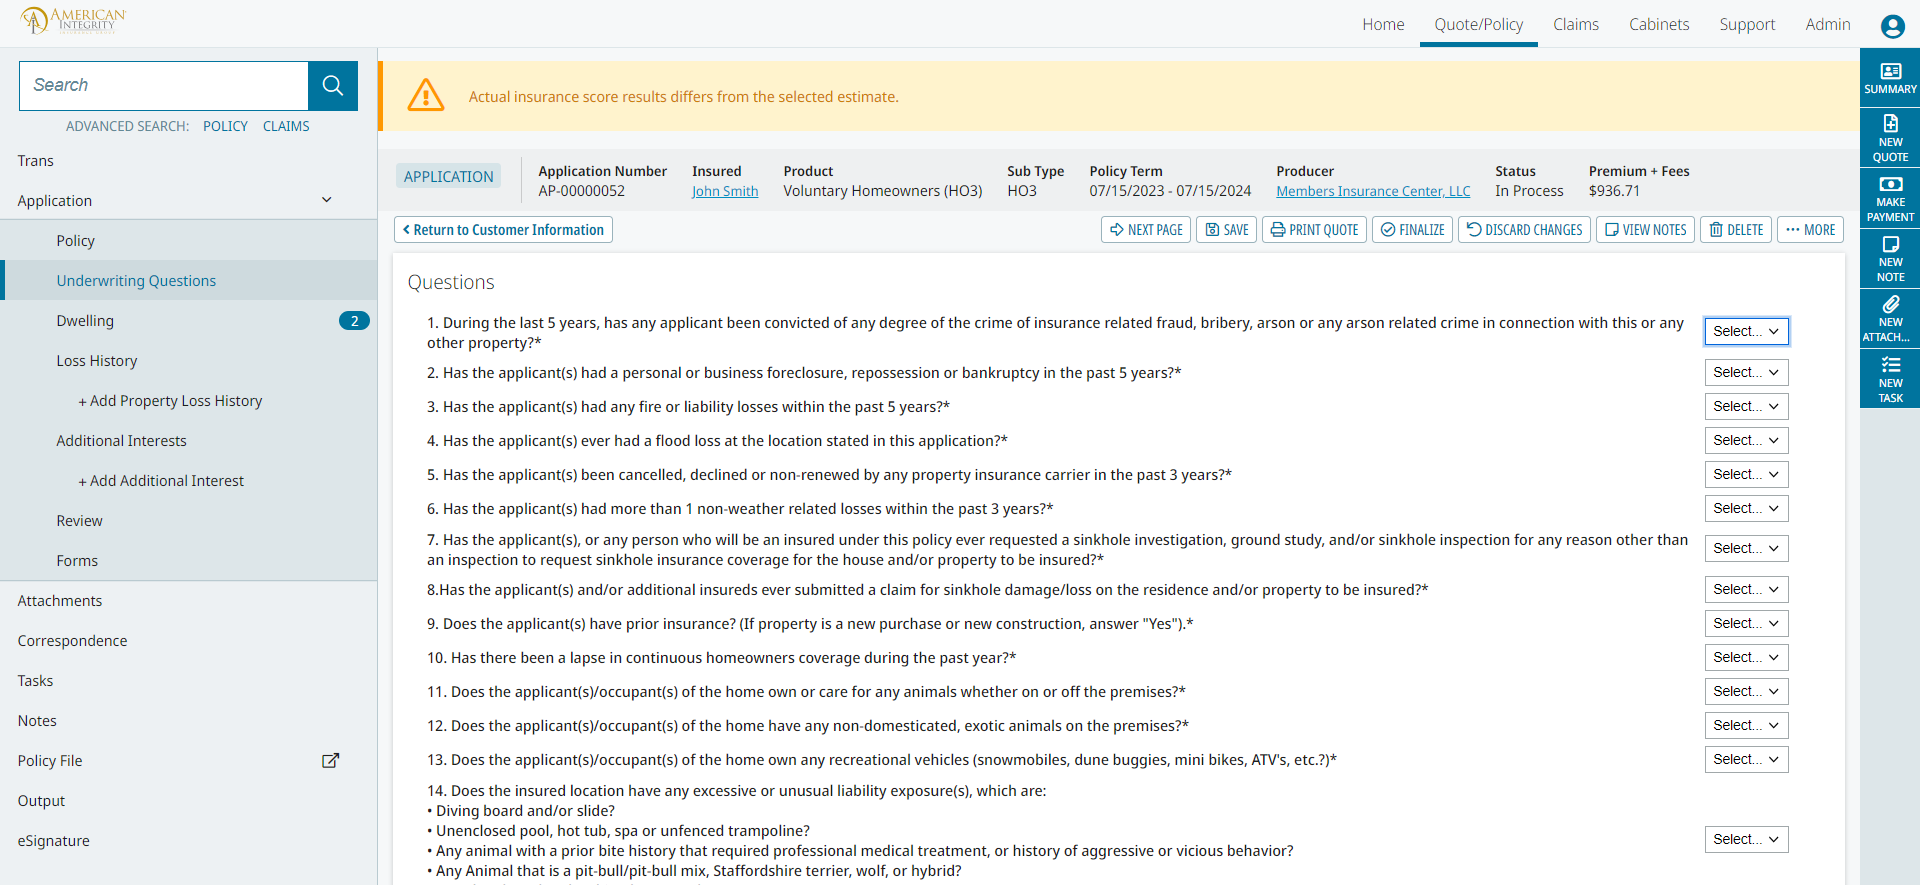 AMERICAN
INTEGRITY
Home
Quote/Policy
Claims
Cabinets
Support
Admin
Search
ADVANCED SEARCH: POLICY CLAIMS
Trans
Application
Policy
Underwriting Questions
Dwelling 2
Loss History
+ Add Property Loss History
Additional Interests
+ Add Additional Interest
Review
Forms
Attachments
Correspondence
Tasks
Notes
Policy File
Output
eSignature
Actual insurance score results differs from the selected estimate.
APPLICATION
Application Number
AP-00000052
Insured
John Smith
Product
Voluntary Homeowners (HO3)
Sub Type
HO3
Policy Term
07/15/2023 - 07/15/2024
Producer
Members Insurance Center, LLC
Status
In Process
Premium + Fees
$936.71
Return to Customer Information
NEXT PAGE
SAVE
PRINT QUOTE
FINALIZE
DISCARD CHANGES
VIEW NOTES
DELETE
MORE
Questions
1. During the last 5 years, has any applicant been convicted of any degree of the crime of insurance related fraud, bribery, arson or any arson related crime in connection with this or any
other property?*
Select...
2. Has the applicant(s) had a personal or business foreclosure, repossession or bankruptcy in the past 5 years?*
Select...
3. Has the applicant(s) had any fire or liability losses within the past 5 years?*
Select...
4. Has the applicant(s) ever had a flood loss at the location stated in this application?*
Select...
5. Has the applicant(s) been cancelled, declined or non-renewed by any property insurance carrier in the past 3 years?*
Select...
6. Has the applicant(s) had more than 1 non-weather related losses within the past 3 years?*
Select...
7. Has the applicant(s), or any person who will be an insured under this policy ever requested a sinkhole investigation, ground study, and/or sinkhole inspection for any reason other than
an inspection to request sinkhole insurance coverage for the house and/or property to be insured?*
Select...
8.Has the applicant(s) and/or additional insureds ever submitted a claim for sinkhole damage/loss on the residence and/or property to be insured?*
Select...
9. Does the applicant(s) have prior insurance? (If property is a new purchase or new construction, answer "Yes").*
Select...
10. Has there been a lapse in continuous homeowners coverage during the past year?*
Select...
11. Does the applicant(s)/occupant(s) of the home own or care for any animals whether on or off the premises?*
Select...
12. Does the applicant(s)/occupant(s) of the home have any non-domesticated, exotic animals on the premises?*
Select...
13. Does the applicant(s)/occupant(s) of the home own any recreational vehicles (snowmobiles, dune buggies, mini bikes, ATV's, etc.?)*
Select...
14. Does the insured location have any excessive or unusual liability exposure(s), which are:
• Diving board and/or slide?
• Unenclosed pool, hot tub, spa or unfenced trampoline?
Select...
• Any animal with a prior bite history that required professional medical treatment, or history of aggressive or vicious behavior?
• Any Animal that is a pit-bull/pit-bull mix, Staffordshire terrier, wolf, or hybrid?
SUMMARY
NEW
QUOTE
MAKE
PAYMENT
NEW
NOTE
NEW
ATTACH...
NEW
TASK